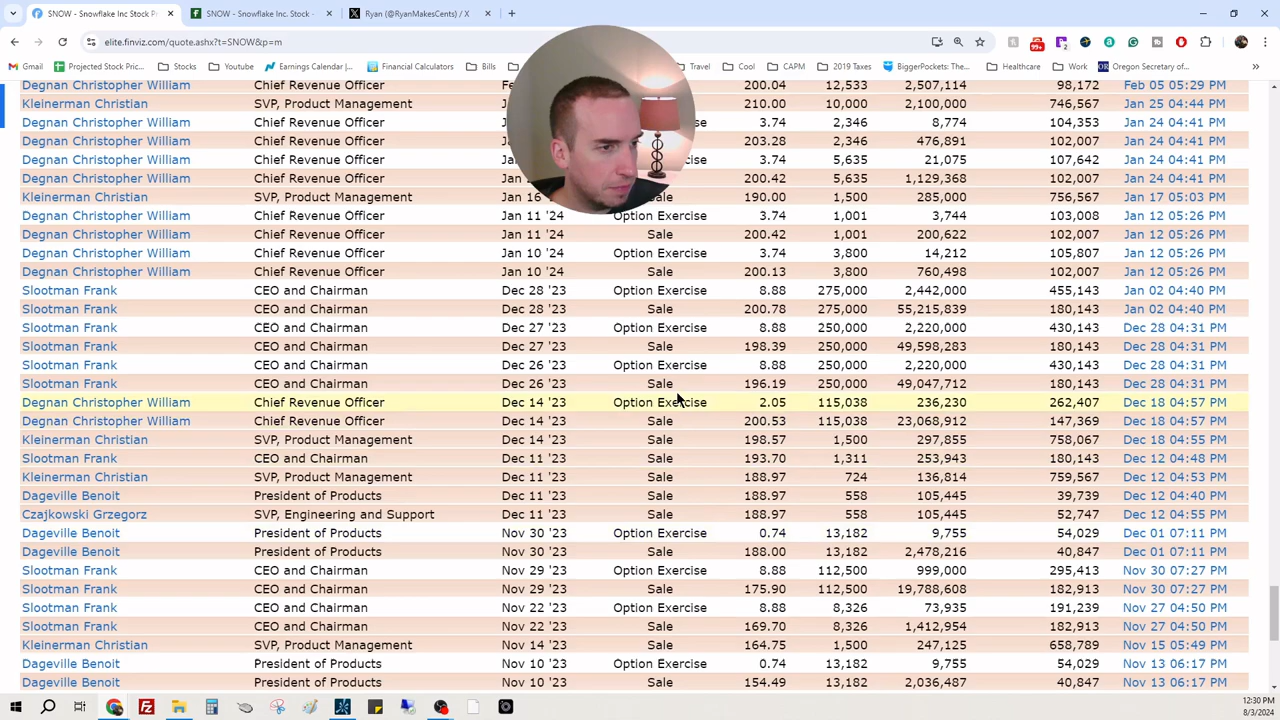 SNOW - Snowflake Inc Stock Pr
SNOW - Snowflake Inc. Stock -
Ryan (@RyanMakesCents) / X
elite.finviz.com/quote.ashx?t=SNOW&p=m
Gmail Projected Stock Pric... Stocks Youtube Earnings Calendar |... Financial Calculators Bills Travel Cool CAPM 2019 Taxes BiggerPockets: The... Healthcare Work Oregon Secretary of...
Degnan Christopher William Chief Revenue Officer 200.04 12,533 2,507,114 98,172 Feb 05 05:29 PM
Kleinerman Christian SVP, Product Management 210.00 10,000 2,100,000 746,567 Jan 25 04:44 PM
Degnan Christopher William Chief Revenue Officer 3.74 2,346 8,774 104,353 Jan 24 04:41 PM
Degnan Christopher William Chief Revenue Officer 203.28 2,346 476,891 102,007 Jan 24 04:41 PM
Degnan Christopher William Chief Revenue Officer 3.74 5,635 21,075 107,642 Jan 24 04:41 PM
Degnan Christopher William Chief Revenue Officer 200.42 5,635 1,129,368 102,007 Jan 24 04:41 PM
Kleinerman Christian SVP, Product Management Jan 16 190.00 1,500 285,000 756,567 Jan 17 05:03 PM
Degnan Christopher William Chief Revenue Officer Jan 11 '24 Option Exercise 3.74 1,001 3,744 103,008 Jan 12 05:26 PM
Degnan Christopher William Chief Revenue Officer Jan 11 '24 Sale 200.42 1,001 200,622 102,007 Jan 12 05:26 PM
Degnan Christopher William Chief Revenue Officer Jan 10 '24 Option Exercise 3.74 3,800 14,212 105,807 Jan 12 05:26 PM
Degnan Christopher William Chief Revenue Officer Jan 10 '24 Sale 200.13 3,800 760,498 102,007 Jan 12 05:26 PM
Slootman Frank CEO and Chairman Dec 28 '23 Option Exercise 8.88 275,000 2,442,000 455,143 Jan 02 04:40 PM
Slootman Frank CEO and Chairman Dec 28 '23 Sale 200.78 275,000 55,215,839 180,143 Jan 02 04:40 PM
Slootman Frank CEO and Chairman Dec 27 '23 Option Exercise 8.88 250,000 2,220,000 430,143 Dec 28 04:31 PM
Slootman Frank CEO and Chairman Dec 27 '23 Sale 198.39 250,000 49,598,283 180,143 Dec 28 04:31 PM
Slootman Frank CEO and Chairman Dec 26 '23 Option Exercise 8.88 250,000 2,220,000 430,143 Dec 28 04:31 PM
Slootman Frank CEO and Chairman Dec 26 '23 Sale 196.19 250,000 49,047,712 180,143 Dec 28 04:31 PM
Degnan Christopher William Chief Revenue Officer Dec 14 '23 Option Exercise 2.05 115,038 236,230 262,407 Dec 18 04:57 PM
Degnan Christopher William Chief Revenue Officer Dec 14 '23 Sale 200.53 115,038 23,068,912 147,369 Dec 18 04:57 PM
Kleinerman Christian SVP, Product Management Dec 14 '23 Sale 198.57 1,500 297,855 758,067 Dec 18 04:55 PM
Slootman Frank CEO and Chairman Dec 11 '23 Sale 193.70 1,311 253,943 180,143 Dec 12 04:48 PM
Kleinerman Christian SVP, Product Management Dec 11 '23 Sale 188.97 724 136,814 759,567 Dec 12 04:53 PM
Dageville Benoit President of Products Dec 11 '23 Sale 188.97 558 105,445 39,739 Dec 12 04:40 PM
Czajkowski Grzegorz SVP, Engineering and Support Dec 11 '23 Sale 188.97 558 105,445 52,747 Dec 12 04:55 PM
Dageville Benoit President of Products Nov 30 '23 Option Exercise 0.74 13,182 9,755 54,029 Dec 01 07:11 PM
Dageville Benoit President of Products Nov 30 '23 Sale 188.00 13,182 2,478,216 40,847 Dec 01 07:11 PM
Slootman Frank CEO and Chairman Nov 29 '23 Option Exercise 8.88 112,500 999,000 295,413 Nov 30 07:27 PM
Slootman Frank CEO and Chairman Nov 29 '23 Sale 175.90 112,500 19,788,608 182,913 Nov 30 07:27 PM
Slootman Frank CEO and Chairman Nov 22 '23 Option Exercise 8.88 8,326 73,935 191,239 Nov 27 04:50 PM
Slootman Frank CEO and Chairman Nov 22 '23 Sale 169.70 8,326 1,412,954 182,913 Nov 27 04:50 PM
Kleinerman Christian SVP, Product Management Nov 14 '23 Sale 164.75 1,500 247,125 658,789 Nov 15 05:49 PM
Dageville Benoit President of Products Nov 10 '23 Option Exercise 0.74 13,182 9,755 54,029 Nov 13 06:17 PM
Dageville Benoit President of Products Nov 10 '23 Sale 154.49 13,182 2,036,487 40,847 Nov 13 06:17 PM
12:30 PM
8/3/2024